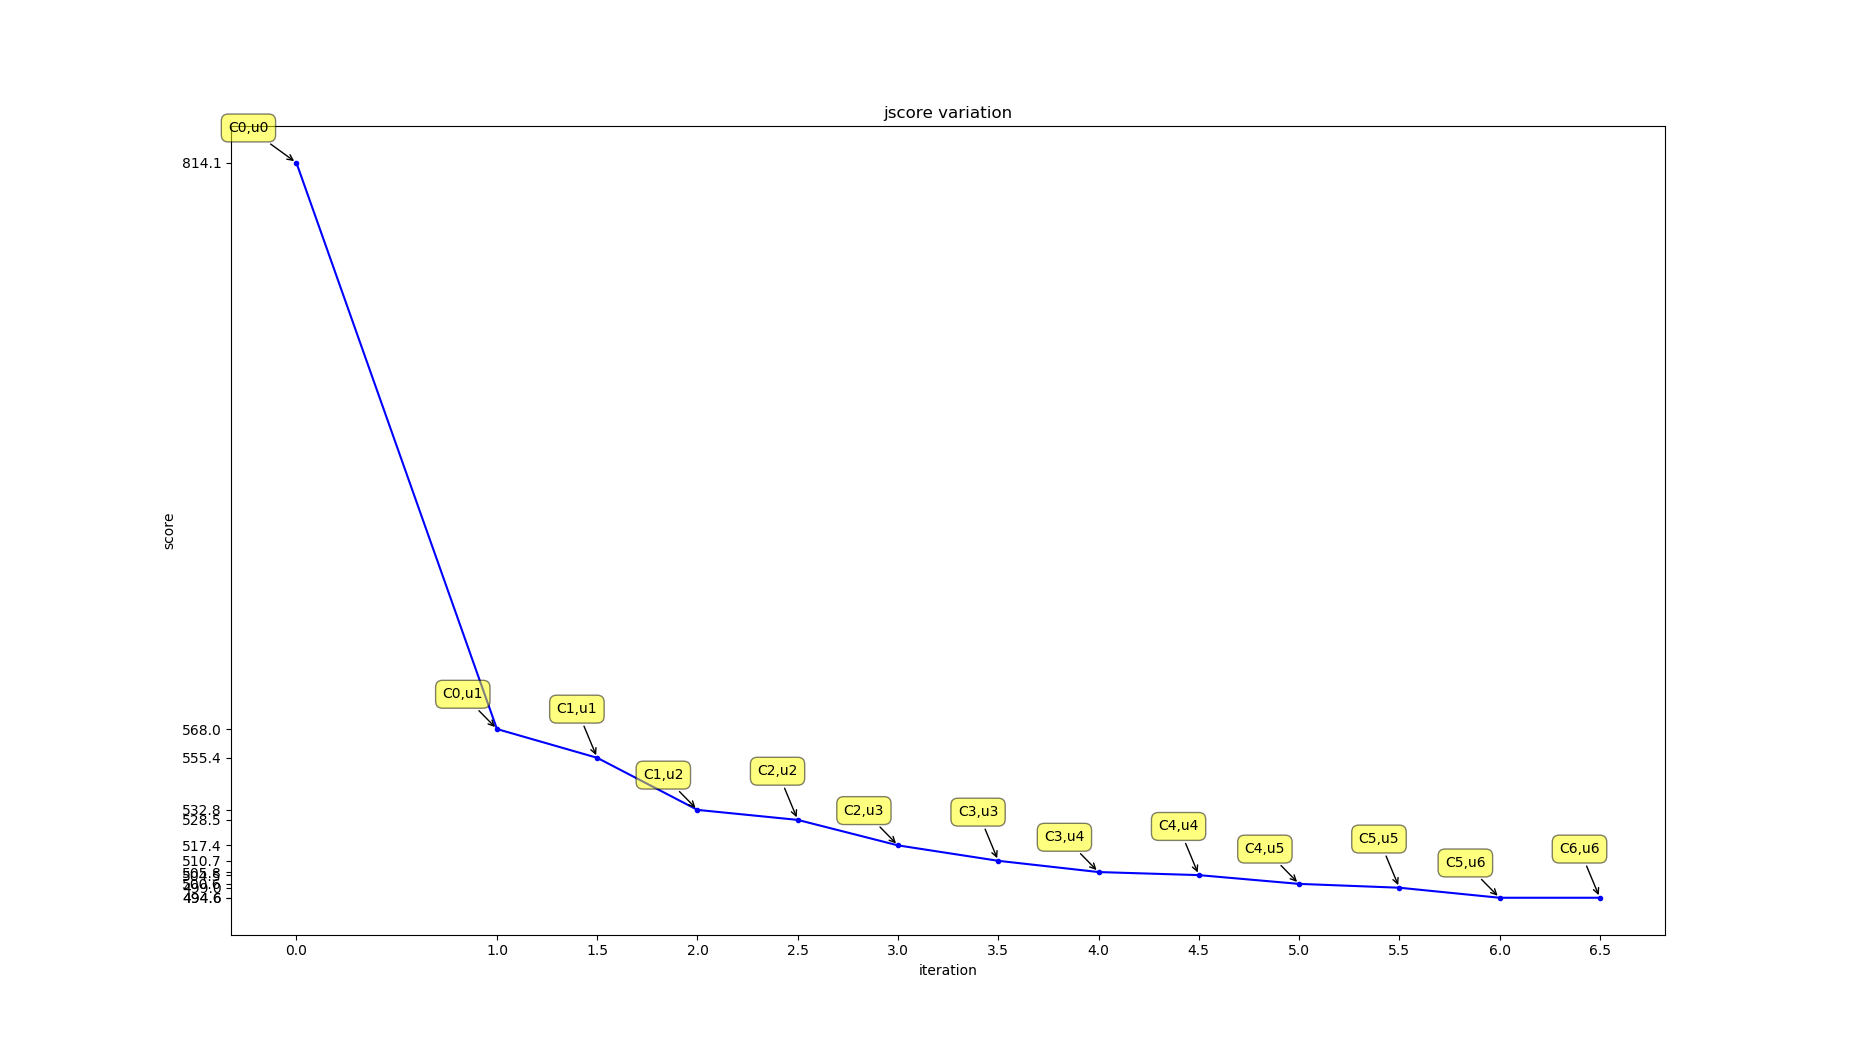 jscore variation
C0,u0
814.1
score
C0,u1
C1,u1
568.0
555.4
C1,u2
C2,u2
532.8
528.5
C2,u3
C3,u3
C3,u4
C4,u4
C4,u5
C5,u5
C5,u6
C6,u6
517.4
510.7
494.6
0.0 1.0 1.5 2.0 2.5 3.0 3.5 4.0 4.5 5.0 5.5 6.0 6.5
iteration